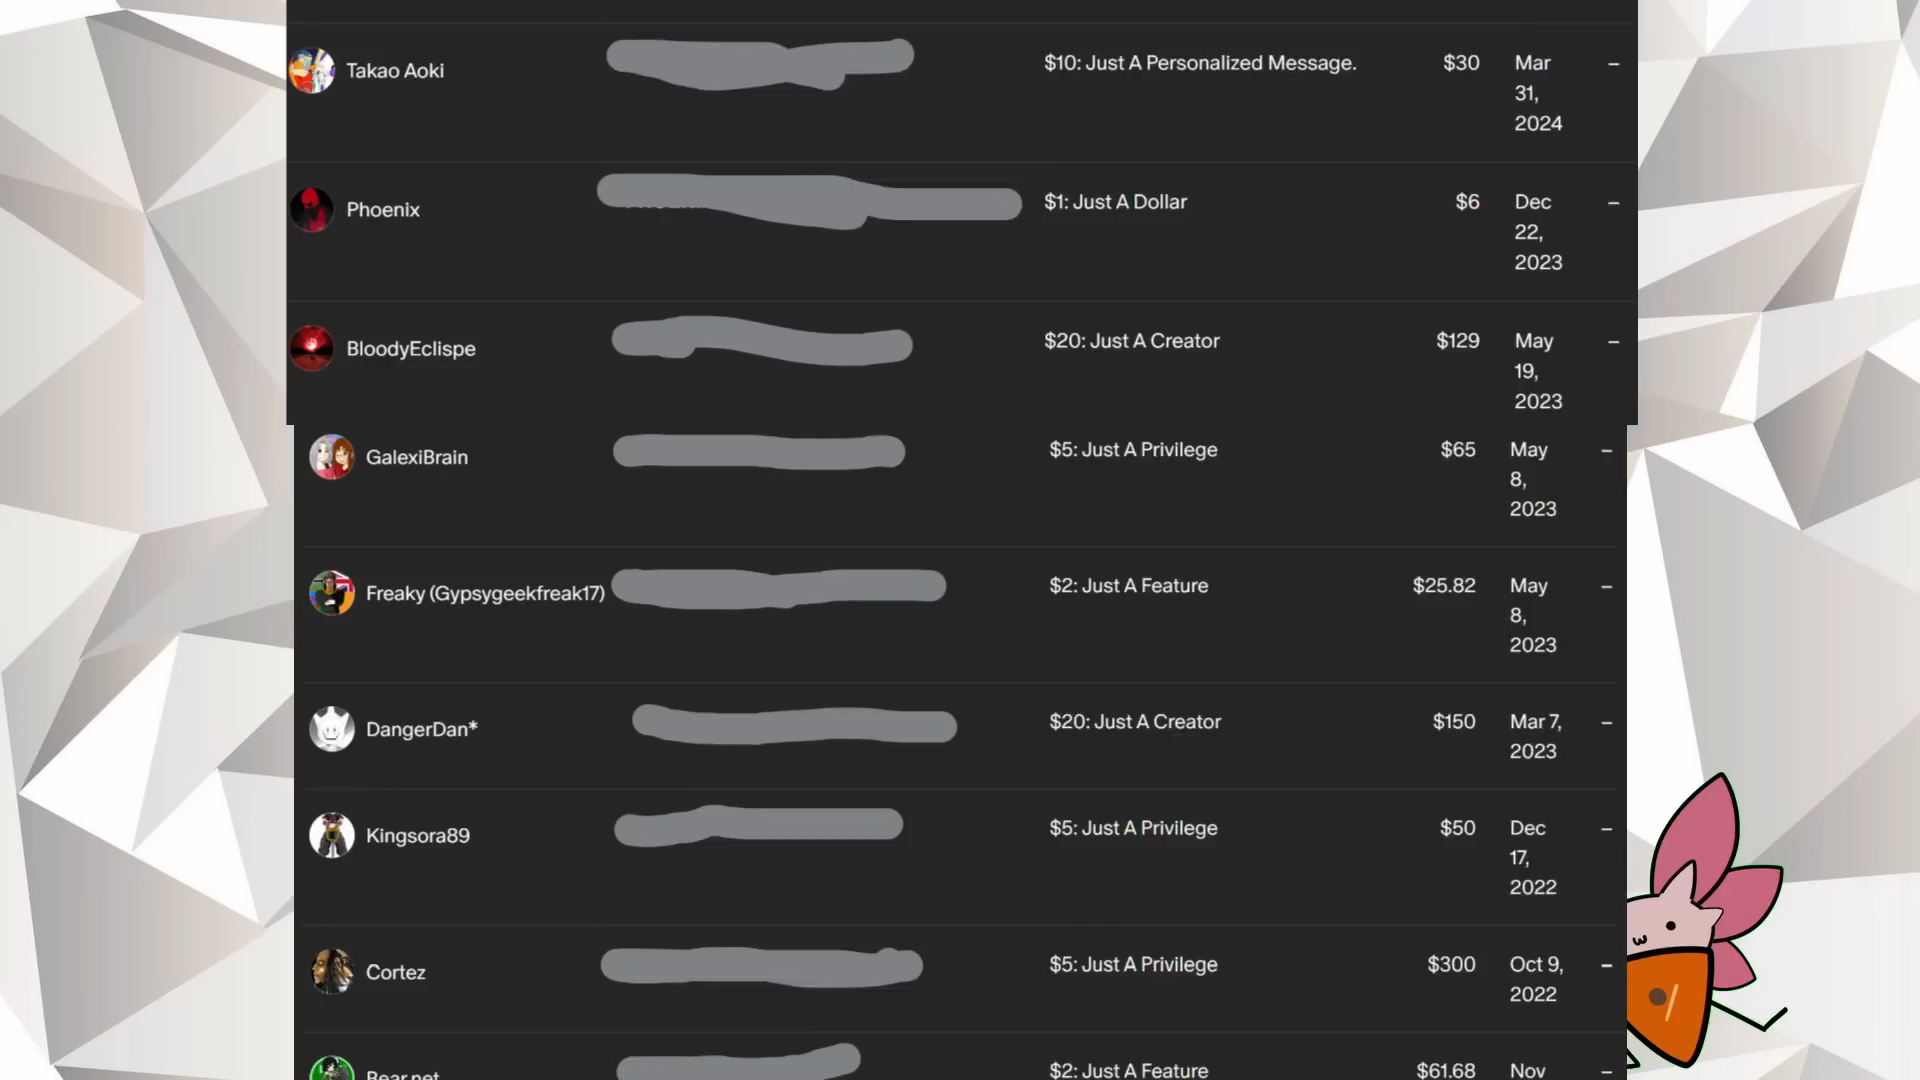 Takao Aoki $10: Just A Personalized Message. $30 Mar –
31,
2024
Phoenix $1: Just A Dollar $6 Dec –
22,
2023
BloodyEclispe $20: Just A Creator $129 May –
19,
2023
GalexiBrain $5: Just A Privilege $65 May –
8,
2023
Freaky (Gypsygeekfreak17) $2: Just A Feature $25.82 May –
8,
2023
DangerDan* $20: Just A Creator $150 Mar 7, –
2023
Kingsora89 $5: Just A Privilege $50 Dec –
17,
2022
Cortez $5: Just A Privilege $300 Oct 9, –
2022
Bear.net $2: Just A Feature $61.68 Nov –